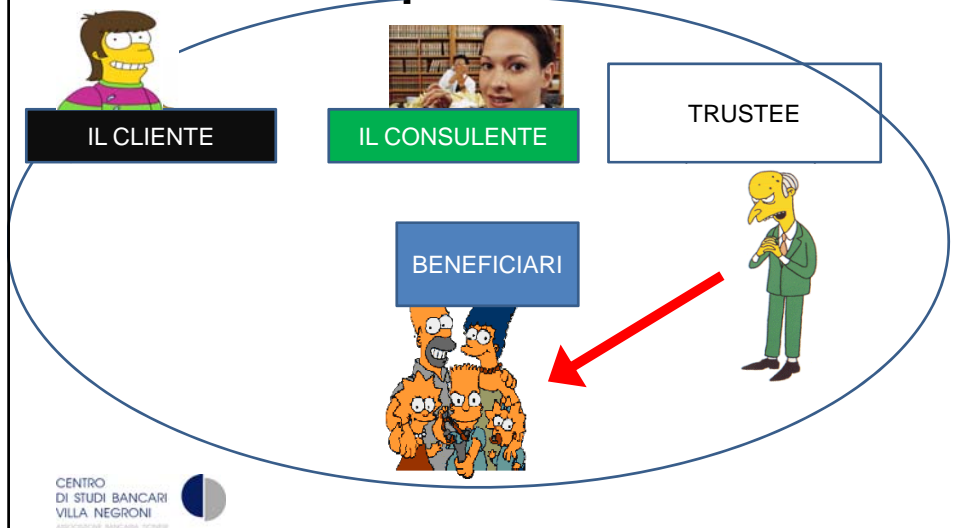 IL CLIENTE
IL CONSULENTE
TRUSTEE
BENEFICIARI
CENTRO
DI STUDI BANCARI
VILLA NEGRONI